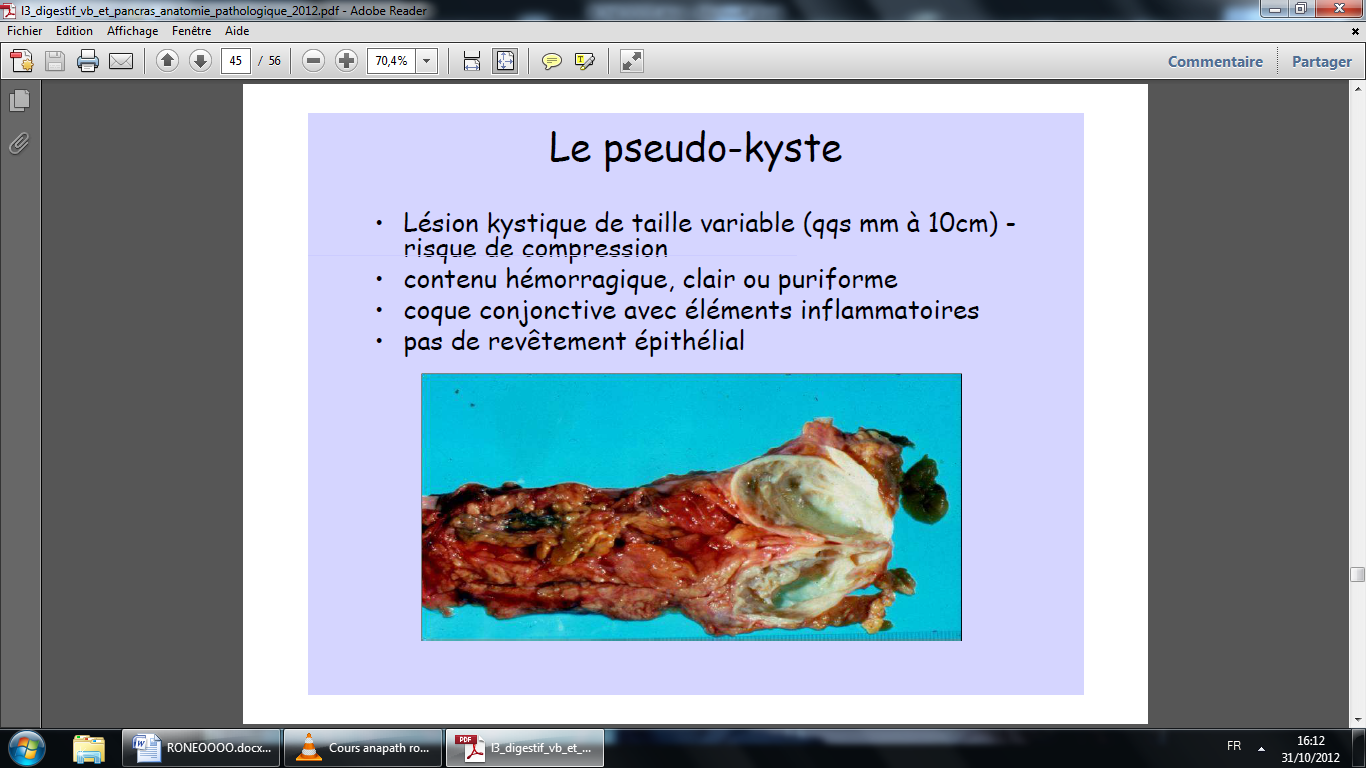 l3_digestif_vb_et_pancras_anatomie_pathologique_2012.pdf - Adobe Reader
Fichier Edition Affichage Fenêtre Aide
45 / 56 70,4% Commentaire Partager
Le pseudo-kyste
• Lésion kystique de taille variable (qqs mm à 10cm) -
risque de compression
• contenu hémorragique, clair ou puriforme
• coque conjonctive avec éléments inflammatoires
• pas de revêtement épithélial
RONEOOOO.docx... Cours anapath ro... PDF l3_digestif_vb_et_... FR 16:12
31/10/2012